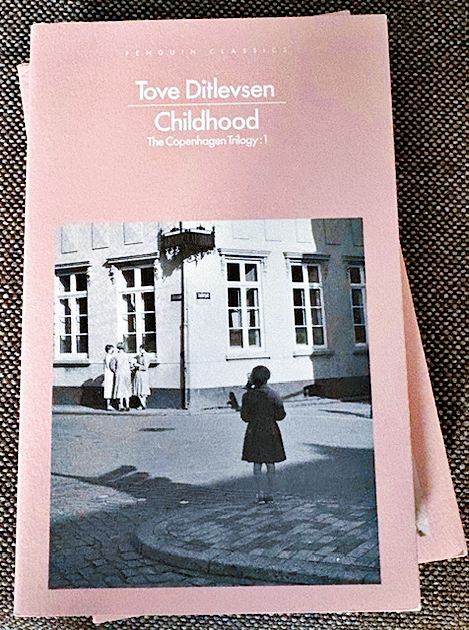 PENGUIN CLASSICS
Tove Ditlevsen
Childhood
The Copenhagen Trilogy : 1